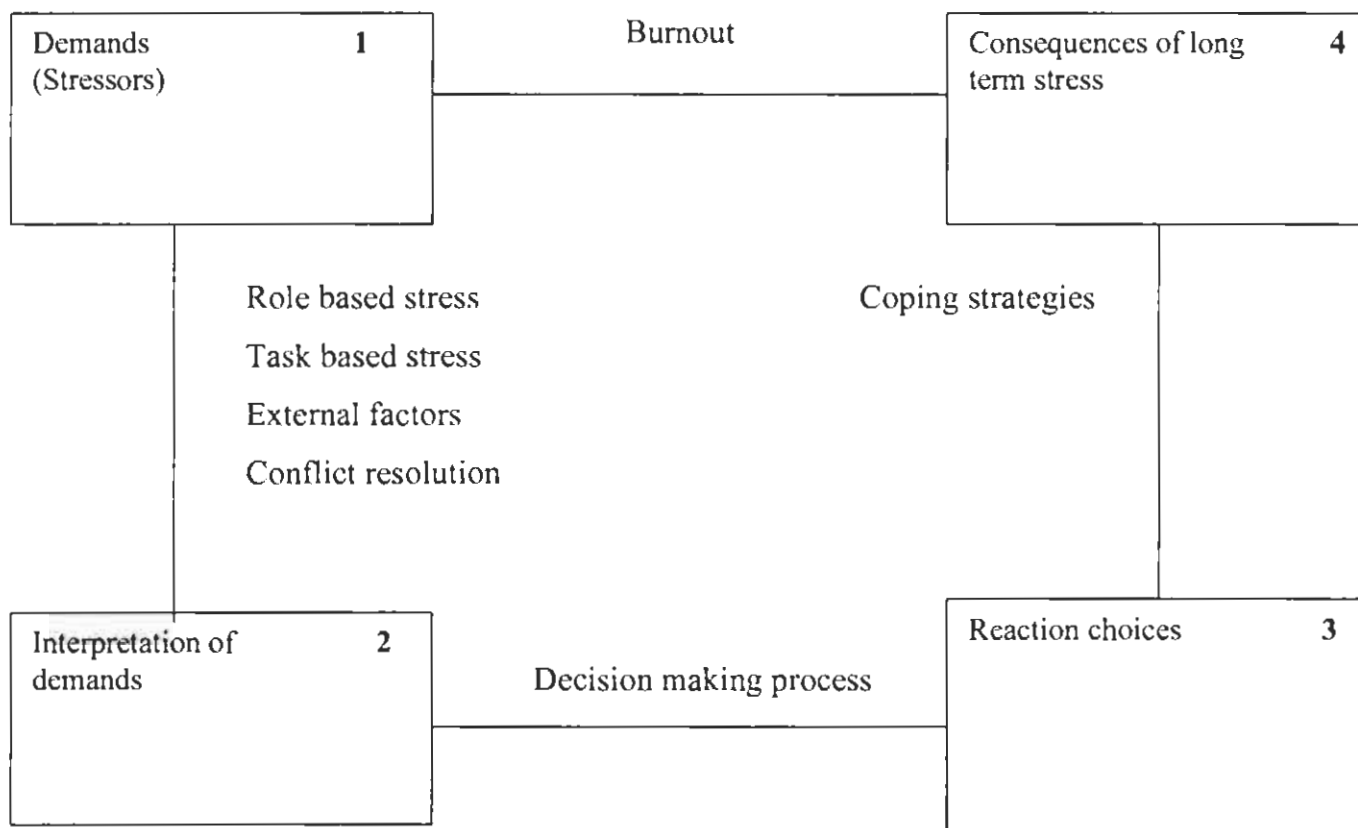 Demands 1
(Stressors)
Burnout
Consequences of long 4
term stress
Role based stress
Task based stress
External factors
Conflict resolution
Coping strategies
Interpretation of 2
demands
Decision making process
Reaction choices 3